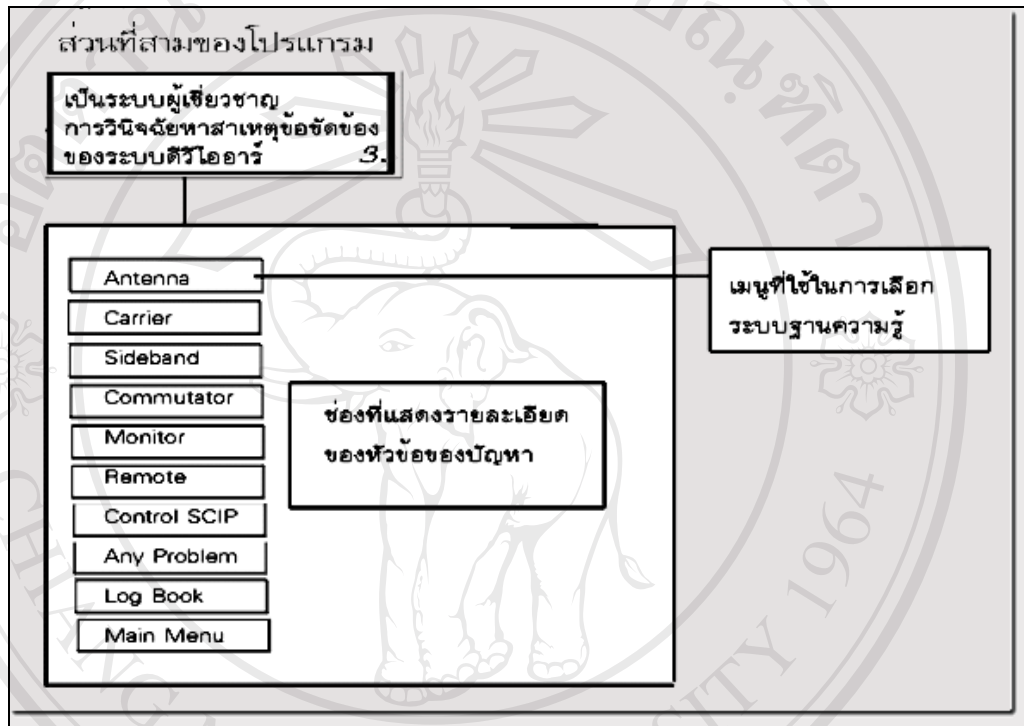 ส่วนที่สามของโปรแกรม
เป็นระบบผู้เชี่ยวชาญ
การวินิจฉัยหาสาเหตุข้อขัดข้อง
ของระบบดีวีโออาร์ 3.
Antenna
Carrier
Sideband
Commutator
Monitor
Remote
Control SCIP
Any Problem
Log Book
Main Menu
ช่องที่แสดงรายละเอียด
ของหัวข้อของปัญหา
เมนูที่ใช้ในการเลือก
ระบบฐานความรู้
CHIANG
SITY 1964